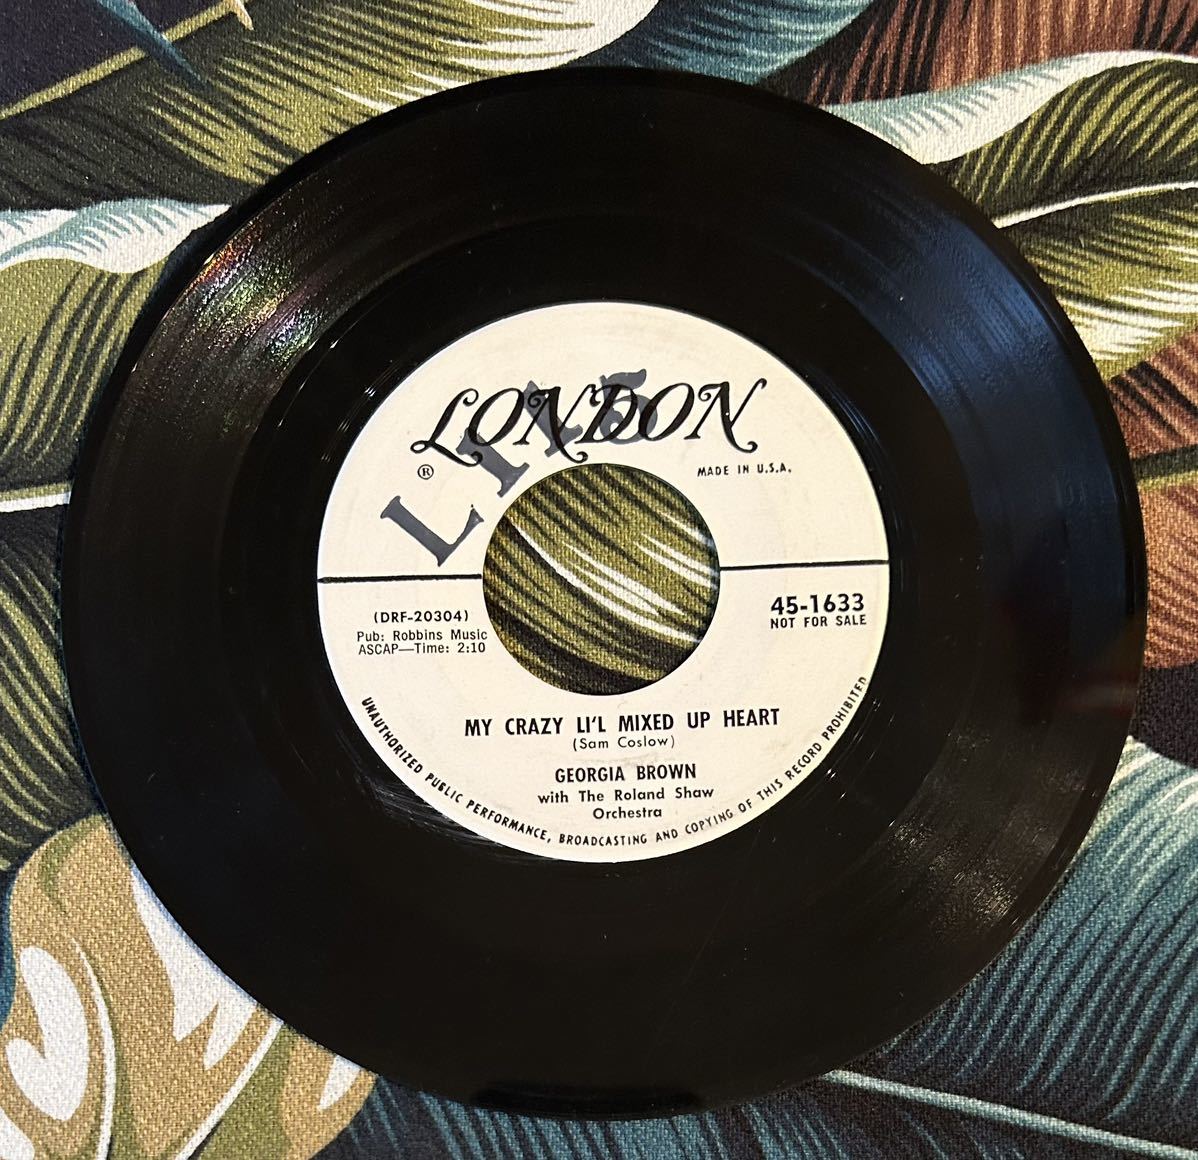 LONDON
®
MADE IN U.S.A.
(DRF-20304)
Pub: Robbins Music
ASCAP—Time: 2:10
45-1633
NOT FOR SALE
MY CRAZY LI'L MIXED UP HEART
(Sam Coslow)
GEORGIA BROWN
with The Roland Shaw
Orchestra
UNAUTHORIZED PUBLIC PERFORMANCE, BROADCASTING AND COPYING OF THIS RECORD PROHIBITED